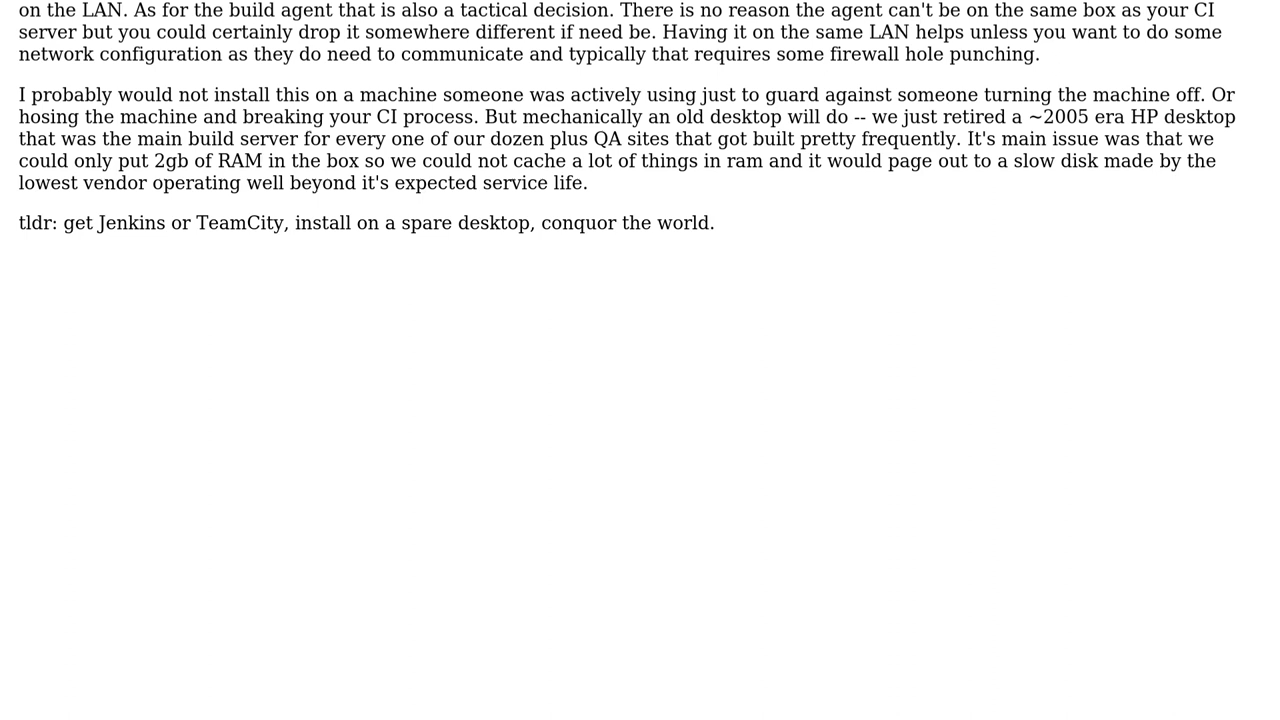 on the LAN. As for the build agent that is also a tactical decision. There is no reason the agent can't be on the same box as your CI
server but you could certainly drop it somewhere different if need be. Having it on the same LAN helps unless you want to do some
network configuration as they do need to communicate and typically that requires some firewall hole punching.
I probably would not install this on a machine someone was actively using just to guard against someone turning the machine off. Or
hosing the machine and breaking your CI process. But mechanically an old desktop will do -- we just retired a ~2005 era HP desktop
that was the main build server for every one of our dozen plus QA sites that got built pretty frequently. It's main issue was that we
could only put 2gb of RAM in the box so we could not cache a lot of things in ram and it would page out to a slow disk made by the
lowest vendor operating well beyond it's expected service life.
tldr: get Jenkins or TeamCity, install on a spare desktop, conquor the world.